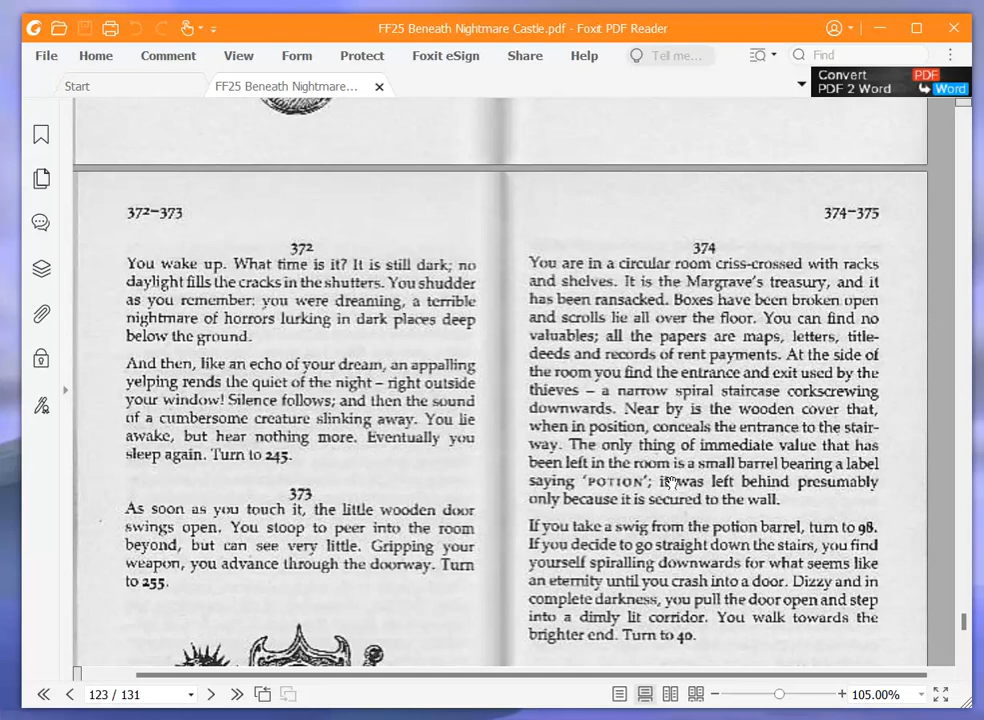 FF25 Beneath Nightmare Castle.pdf - Foxit PDF Reader
File Home Comment View Form Protect Foxit eSign Share Help Tell me... Find
Start FF25 Beneath Nightmare... Convert PDF
PDF 2 Word Word
372–373
372
You wake up. What time is it? It is still dark; no
daylight fills the cracks in the shutters. You shudder
as you remember: you were dreaming, a terrible
nightmare of horrors lurking in dark places deep
below the ground.
And then, like an echo of your dream, an appalling
yelping rends the quiet of the night – right outside
your window! Silence follows; and then the sound
of a cumbersome creature slinking away. You lie
awake, but hear nothing more. Eventually you
sleep again. Turn to 245.
373
As soon as you touch it, the little wooden door
swings open. You stoop to peer into the room
beyond, but can see very little. Gripping your
weapon, you advance through the doorway. Turn
to 255.
374–375
374
You are in a circular room criss-crossed with racks
and shelves. It is the Margrave's treasury, and it
has been ransacked. Boxes have been broken open
and scrolls lie all over the floor. You can find no
valuables; all the papers are maps, letters, title-
deeds and records of rent payments. At the side of
the room you find the entrance and exit used by the
thieves – a narrow spiral staircase corkscrewing
downwards. Near by is the wooden cover that,
when in position, conceals the entrance to the stair-
way. The only thing of immediate value that has
been left in the room is a small barrel bearing a label
saying 'POTION'; it was left behind presumably
only because it is secured to the wall.
If you take a swig from the potion barrel, turn to 98.
If you decide to go straight down the stairs, you find
yourself spiralling downwards for what seems like
an eternity until you crash into a door. Dizzy and in
complete darkness, you pull the door open and step
into a dimly lit corridor. You walk towards the
brighter end. Turn to 40.
123 / 131 105.00%